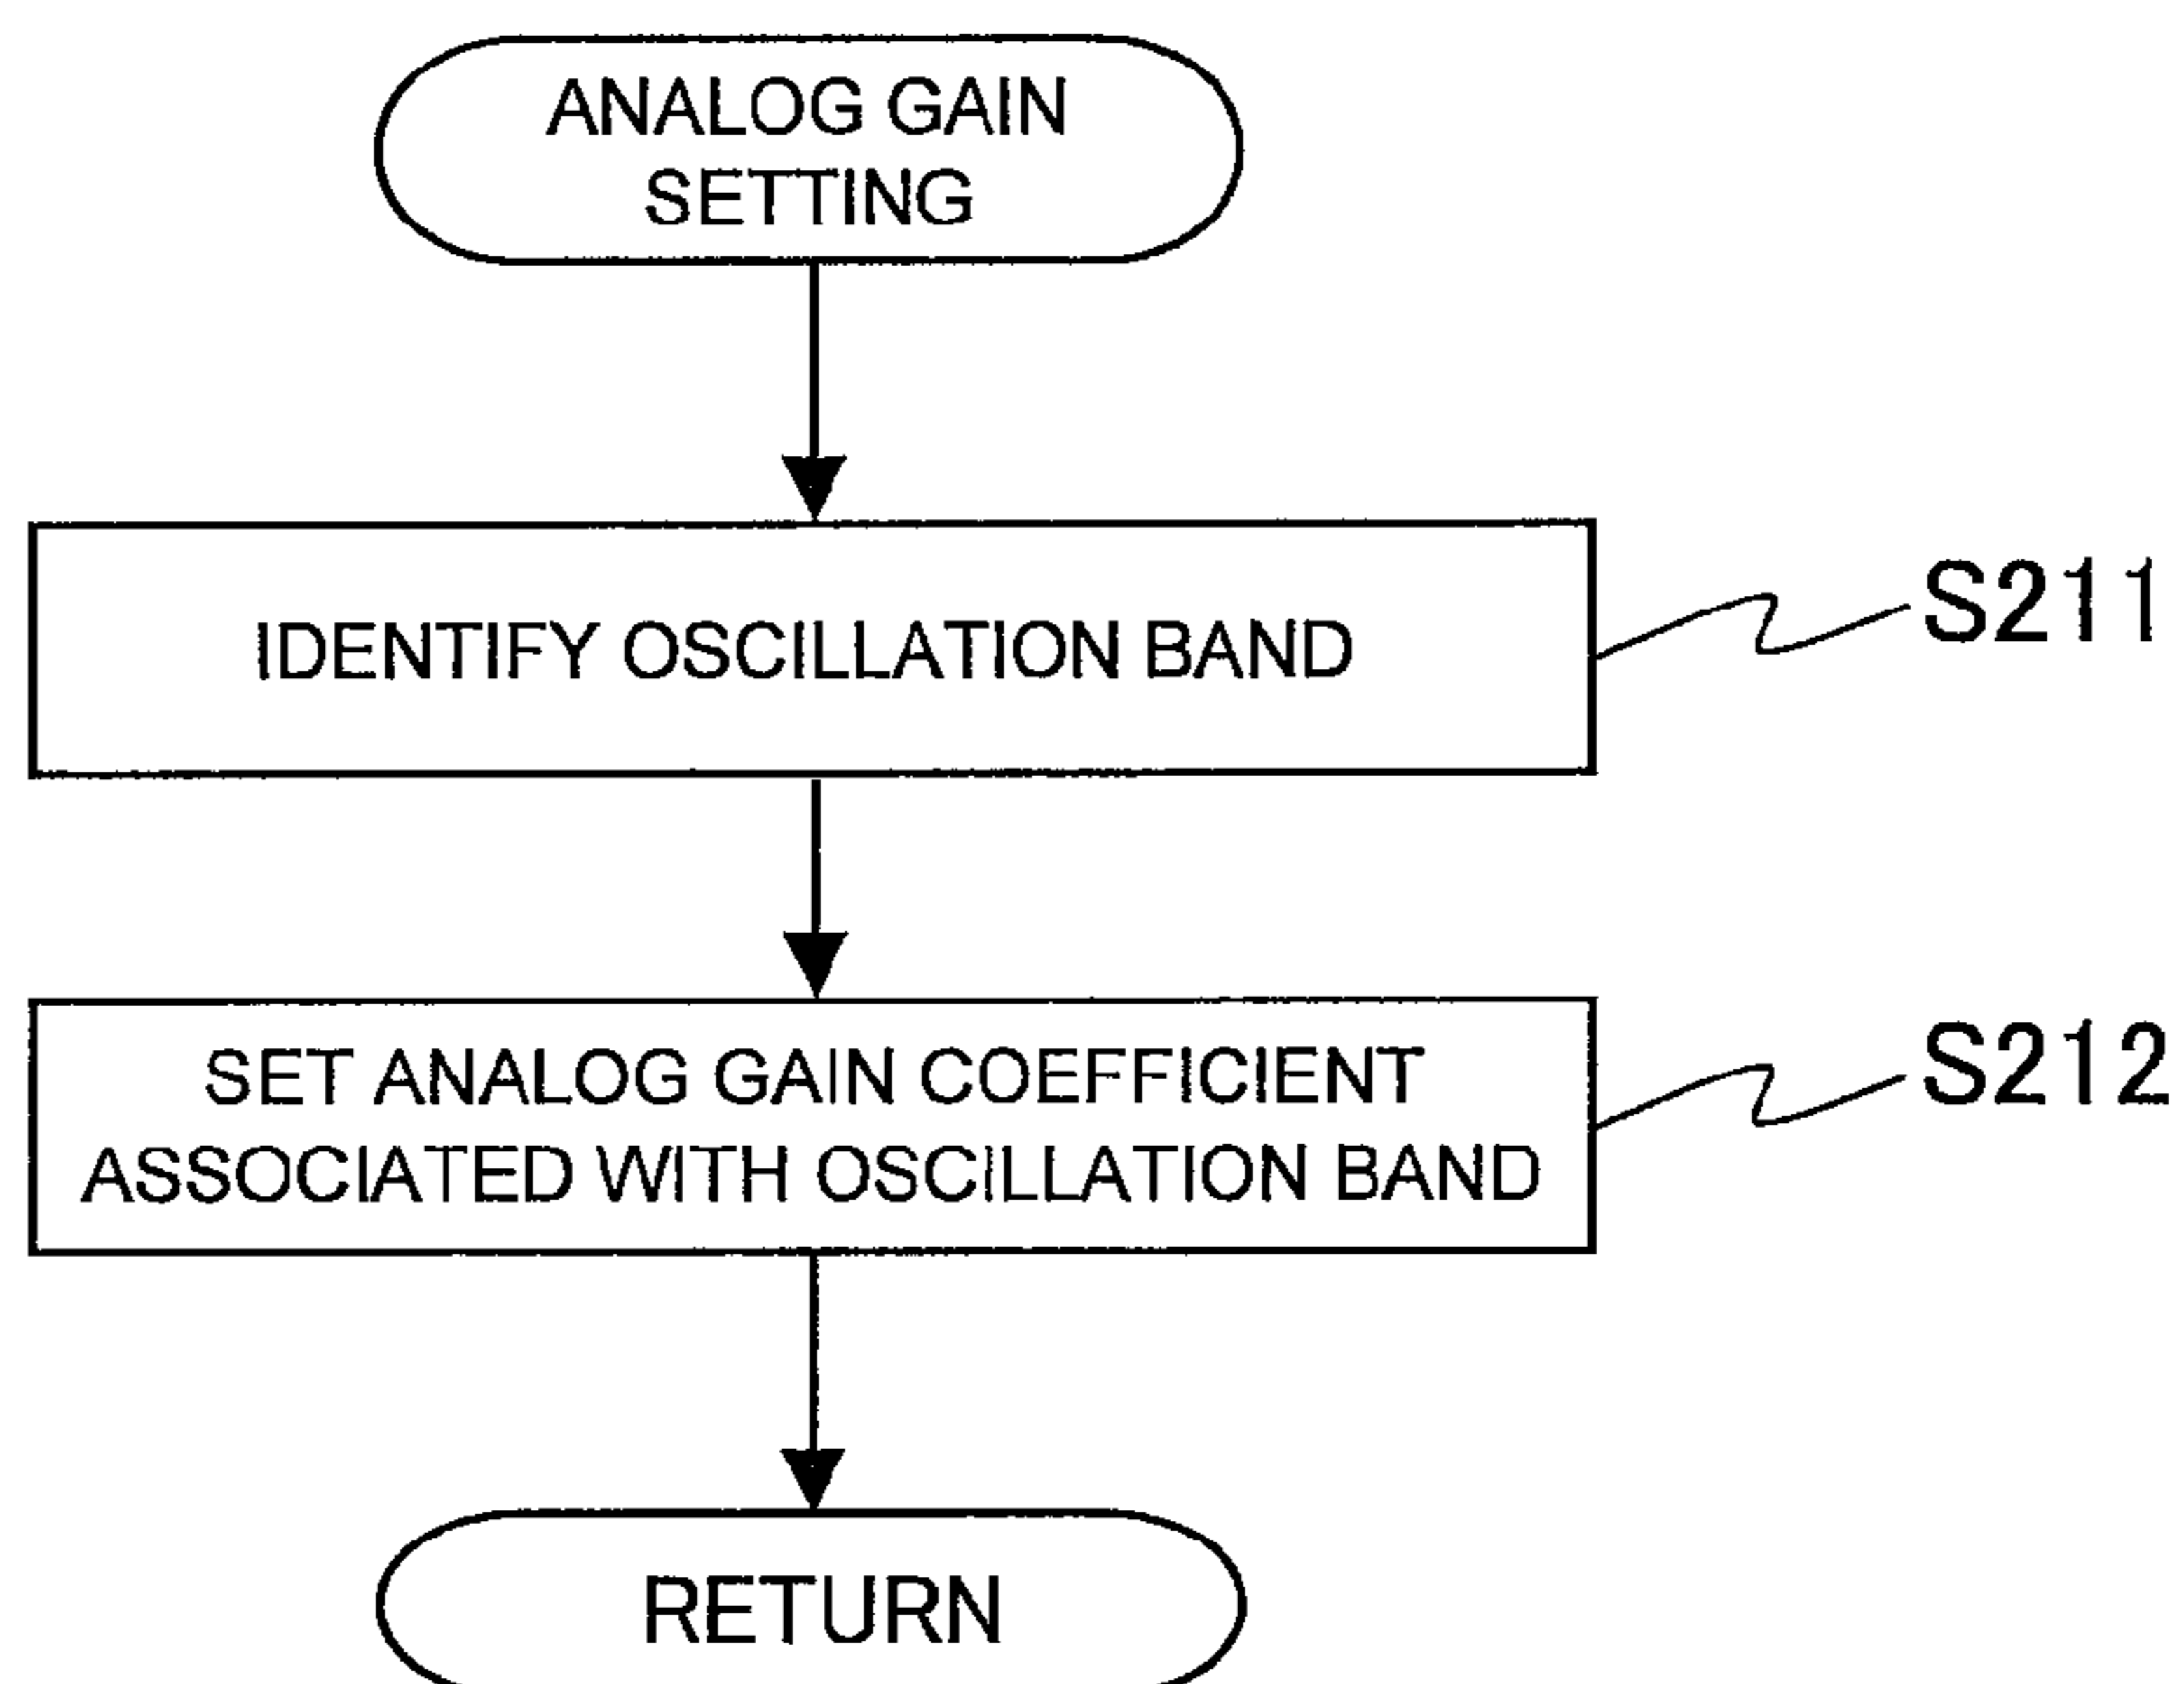 ANALOG GAIN
SETTING
IDENTIFY OSCILLATION BAND
S211
SET ANALOG GAIN COEFFICIENT
ASSOCIATED WITH OSCILLATION BAND
S212
RETURN